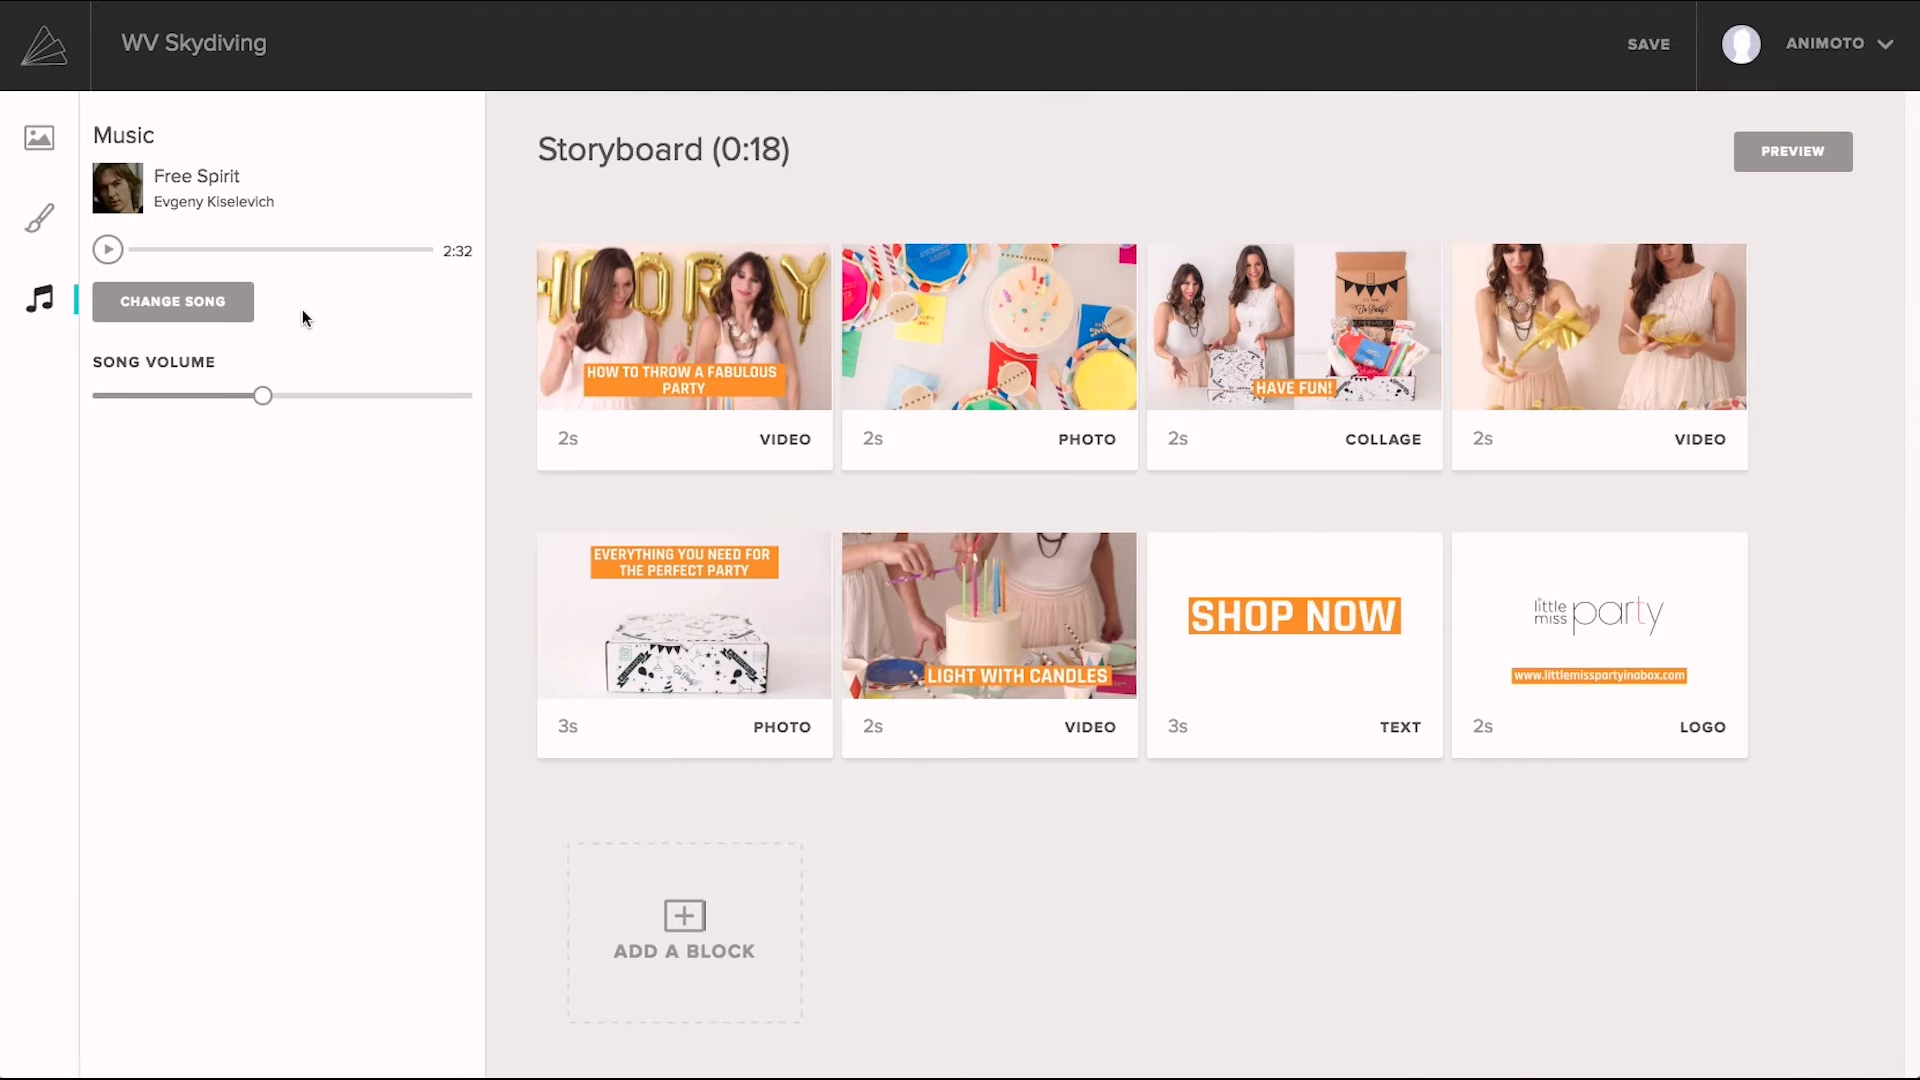 WV Skydiving
SAVE
ANIMOTO
Music
Free Spirit
Evgeny Kiselevich
2:32
CHANGE SONG
SONG VOLUME
Storyboard (0:18)
PREVIEW
HOORAY
HOW TO THROW A FABULOUS
PARTY
2s VIDEO
2s PHOTO
HAVE FUN!
2s COLLAGE
2s VIDEO
EVERYTHING YOU NEED FOR
THE PERFECT PARTY
3s PHOTO
LIGHT WITH CANDLES
2s VIDEO
SHOP NOW
3s TEXT
little
miss party
www.littlemisspartyinabox.com
2s LOGO
ADD A BLOCK